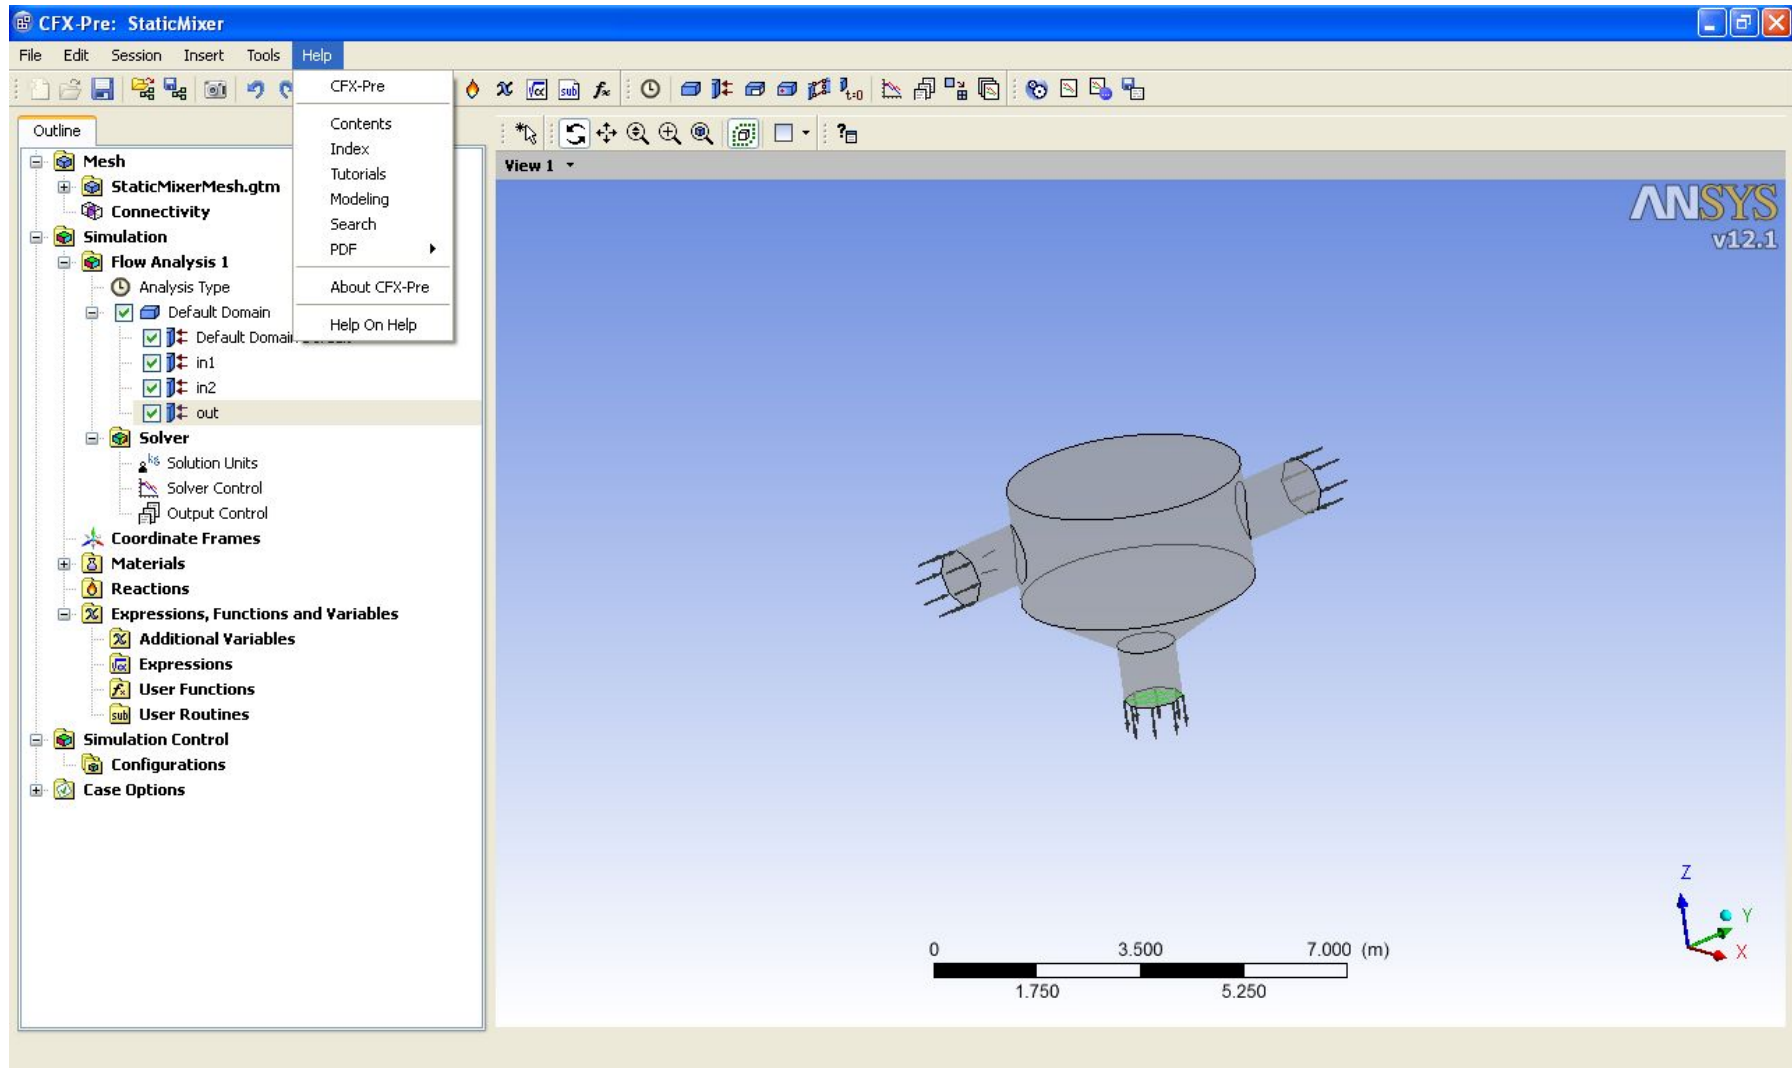 CFX-Pre: StaticMixer
File Edit Session Insert Tools Help
CFX-Pre
Contents
Index
Tutorials
Modeling
Search
PDF
About CFX-Pre
Help On Help
Outline
Mesh
StaticMixerMesh.gtm
Connectivity
Simulation
Flow Analysis 1
Analysis Type
Default Domain
Default Domain
in1
in2
out
Solver
Solution Units
Solver Control
Output Control
Coordinate Frames
Materials
Reactions
Expressions, Functions and Variables
Additional Variables
Expressions
User Functions
User Routines
Simulation Control
Configurations
Case Options
View 1
ANSYS
v12.1
0 3.500 7.000 (m)
1.750 5.250
Z
Y
X